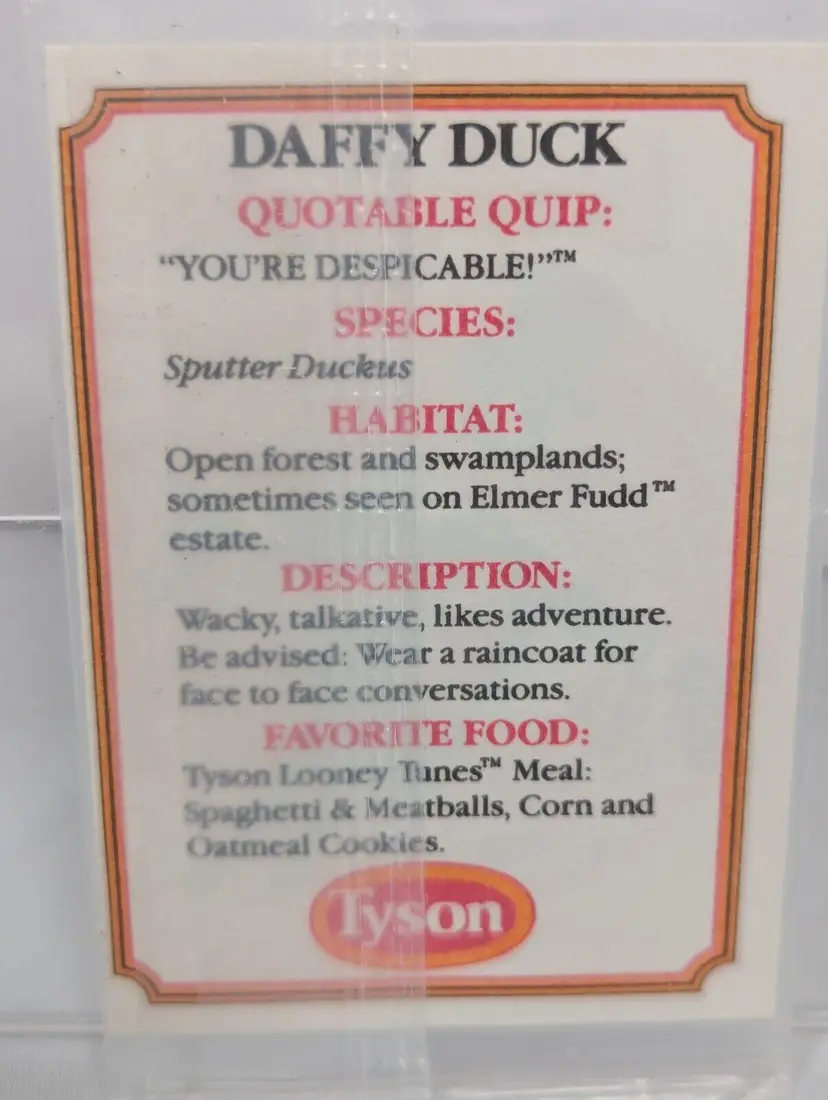 DAFFY DUCK
QUOTABLE QUIP:
“YOU'RE DESPICABLE!”™
SPECIES:
Sputter Duckus
HABITAT:
Open forest and swamplands;
sometimes seen on Elmer Fudd™
estate.
DESCRIPTION:
Wacky, talkative, likes adventure.
Be advised: Wear a raincoat for
face to face conversations.
FAVORITE FOOD:
Tyson Looney Tunes™ Meal:
Spaghetti & Meatballs, Corn and
Oatmeal Cookies.
Tyson